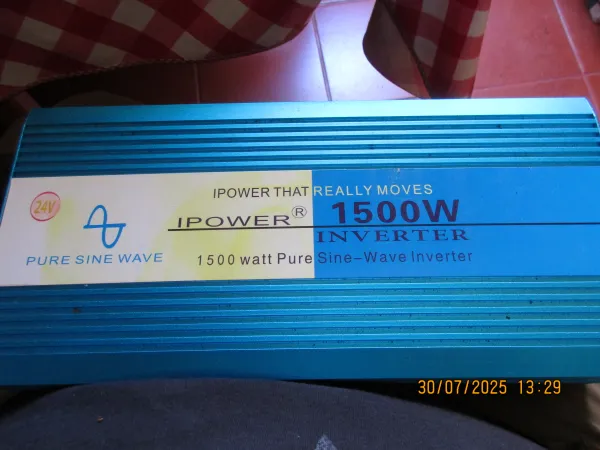 IPOWER THAT REALLY MOVES
24V
IPOWER® 1500W
INVERTER
PURE SINE WAVE
1500 watt Pure Sine-Wave Inverter
30/07/2025 13:29